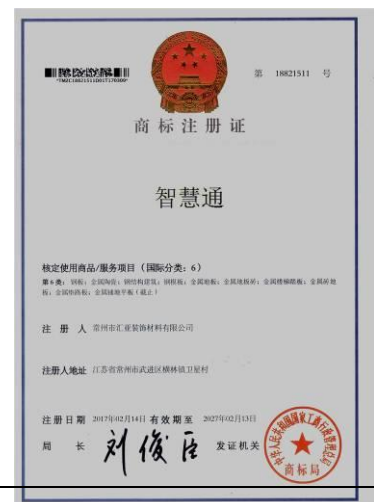 第 18821511 号
商标注册证
智慧通
核定使用商品/服务项目（国际分类：6）
第6类：钢板；金属陶瓷；钢结构建筑；钢模板；金属地板；金属地板砖；金属楼梯踏板；金属砖地
板；金属铺路板；金属铺地平板（截止）
注 册 人 常州市汇亚装饰材料有限公司
注册人地址 江苏省常州市武进区横林镇卫星村
注册日期 2017年02月14日 有效期至 2027年02月13日
局 长 刘俊臣 发证机关
商标局